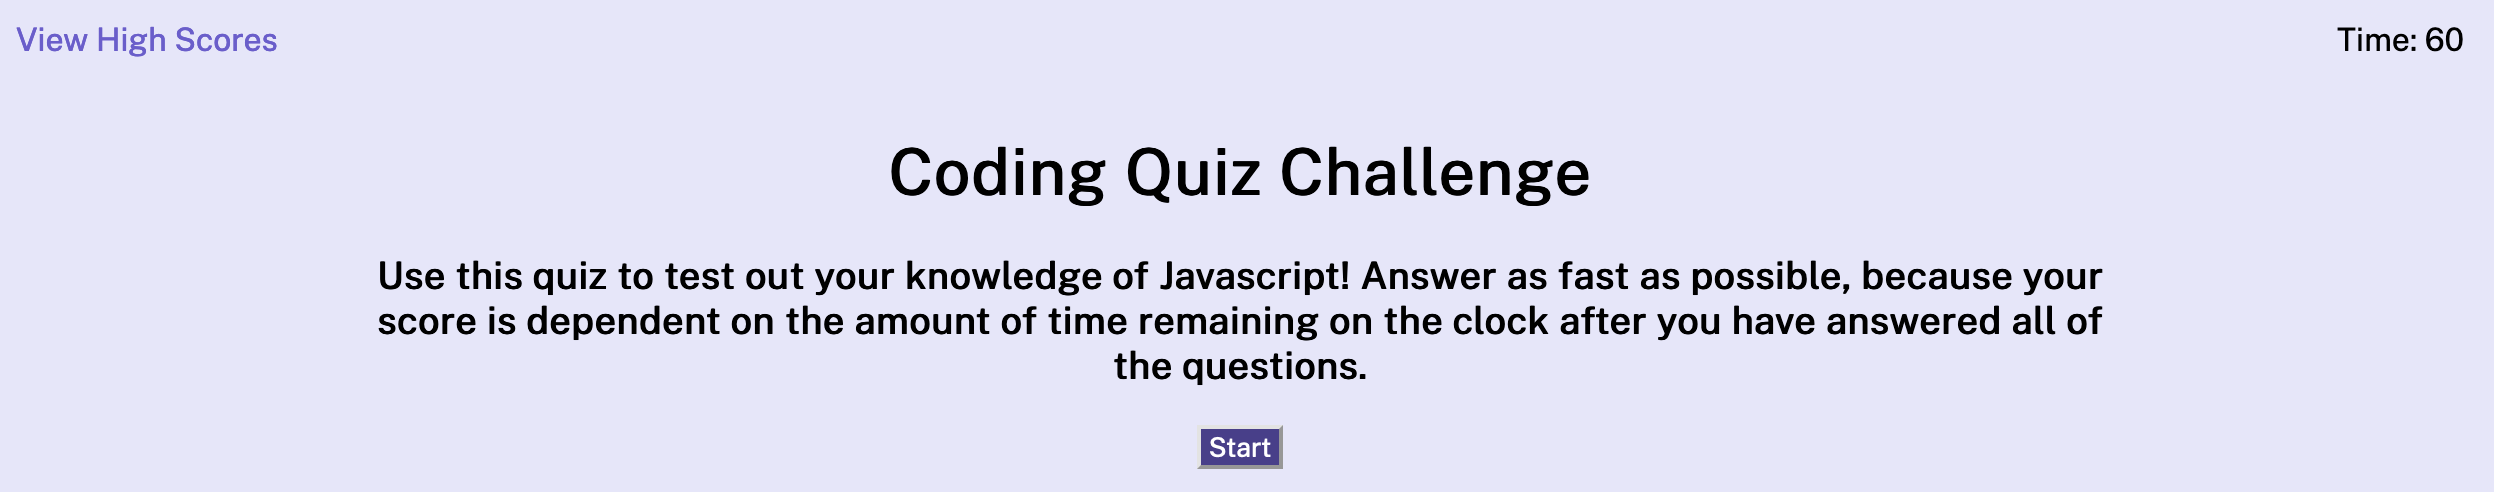 View High Scores
Time: 60
Coding Quiz Challenge
Use this quiz to test out your knowledge of Javascript! Answer as fast as possible, because your
score is dependent on the amount of time remaining on the clock after you have answered all of
the questions.
Start